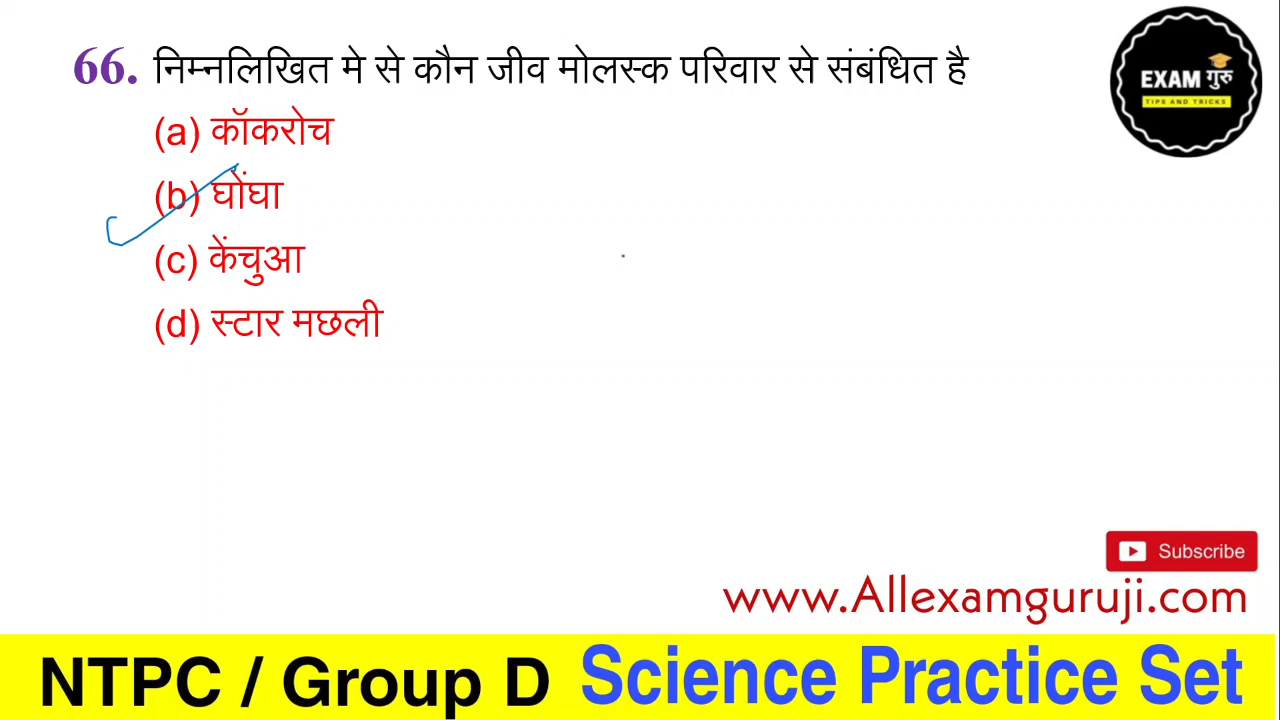 66. निम्नलिखित मे से कौन जीव मोलस्क परिवार से संबंधित है
EXAM गुरु
TIPS AND TRICKS
(a) कॉकरोच
(b) घोंघा
(c) केंचुआ
(d) स्टार मछली
Subscribe
www.Allexamguruji.com
NTPC / Group D Science Practice Set